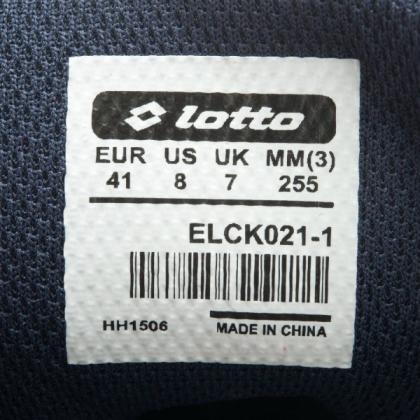 lotto
EUR US UK MM(3)
41 8 7 255
ELCK021-1
HH1506 MADE IN CHINA